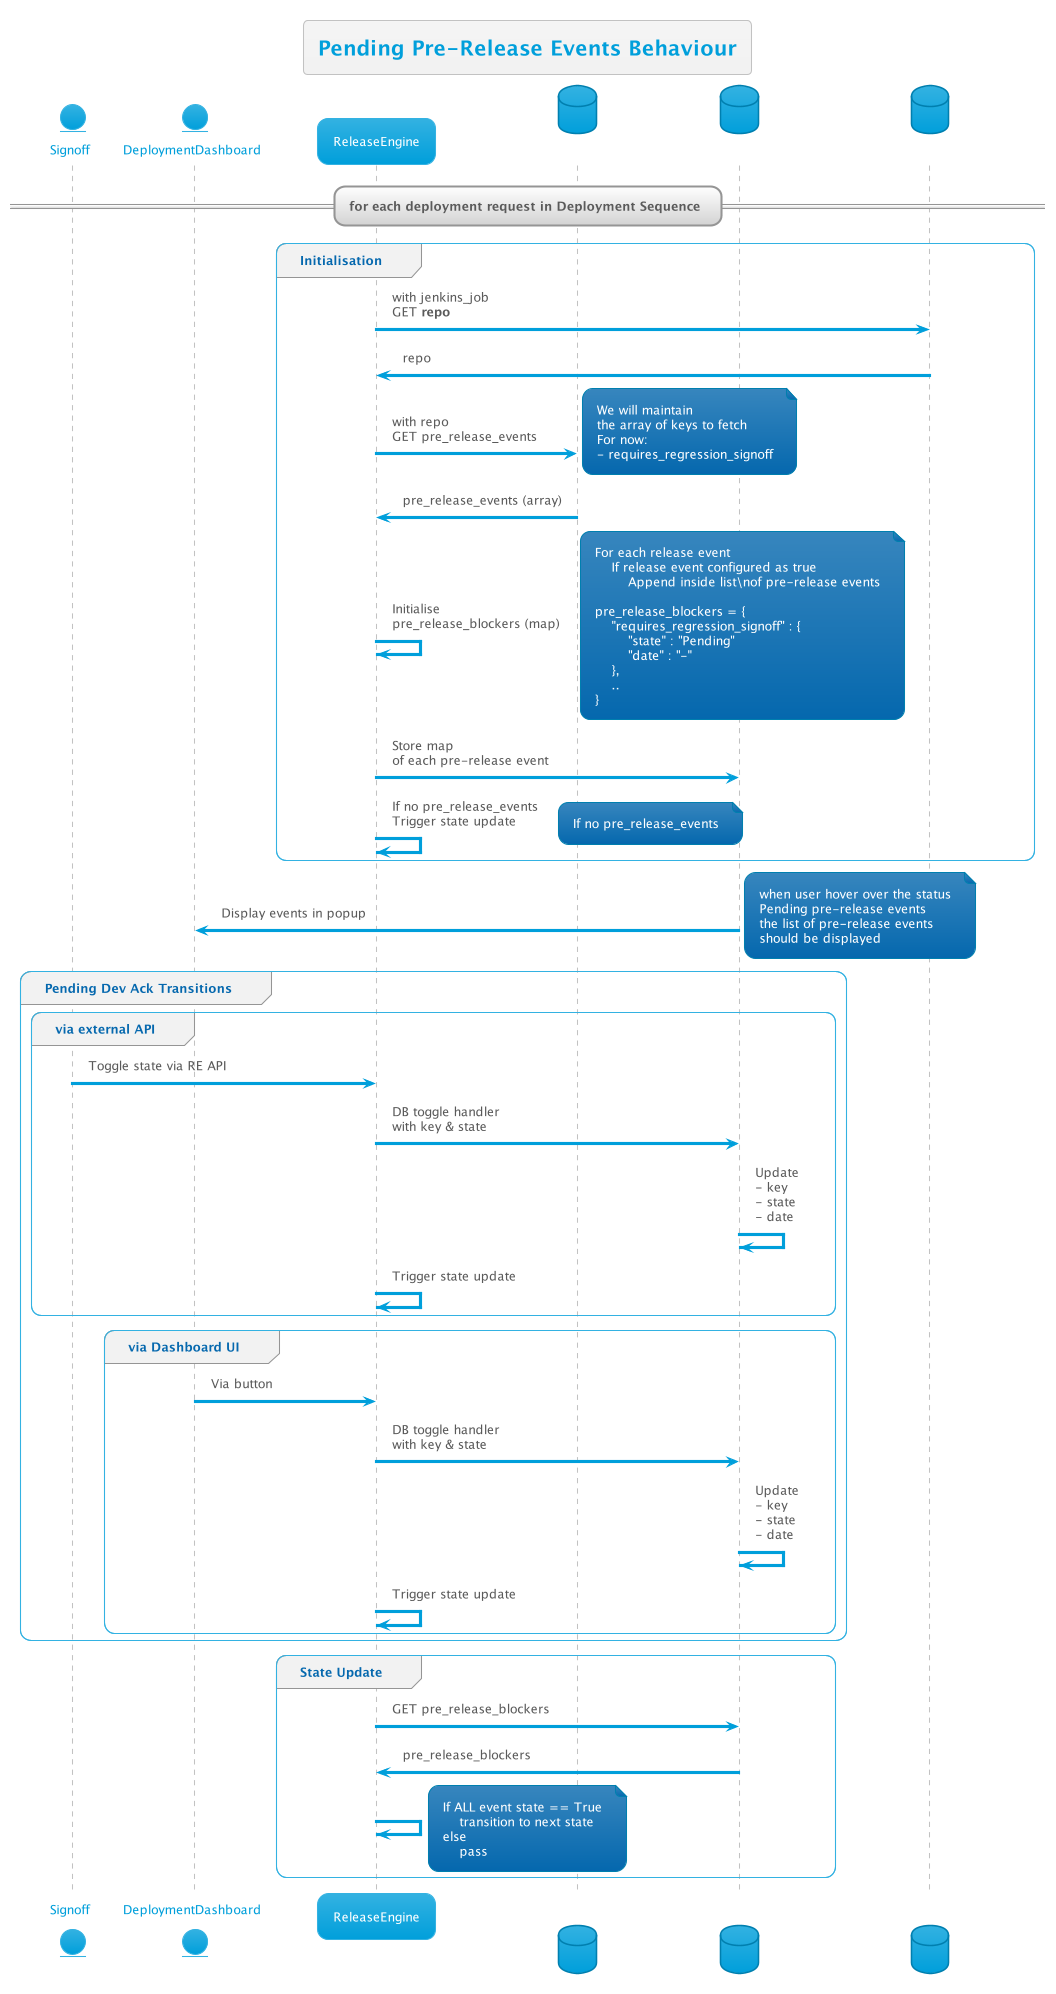 Pending Pre-Release Events Behaviour
Signoff
DeploymentDashboard
ReleaseEngine
for each deployment request in Deployment Sequence
Initialisation
with jenkins_job
GET repo
repo
We will maintain
the array of keys to fetch
For now:
- requires_regression_signoff
with repo
GET pre_release_events
pre_release_events (array)
For each release event
If release event configured as true
Append inside list\nof pre-release events
pre_release_blockers = {
"requires_regression_signoff" : {
"state" : "Pending"
"date" : "-"
},
..
}
Initialise
pre_release_blockers (map)
Store map
of each pre-release event
If no pre_release_events
Trigger state update
If no pre_release_events
when user hover over the status
Pending pre-release events
the list of pre-release events
should be displayed
Display events in popup
Pending Dev Ack Transitions
via external API
Toggle state via RE API
DB toggle handler
with key & state
Update
- key
- state
- date
Trigger state update
via Dashboard UI
Via button
DB toggle handler
with key & state
Update
- key
- state
- date
Trigger state update
State Update
GET pre_release_blockers
pre_release_blockers
If ALL event state == True
transition to next state
else
pass
Signoff
DeploymentDashboard
ReleaseEngine